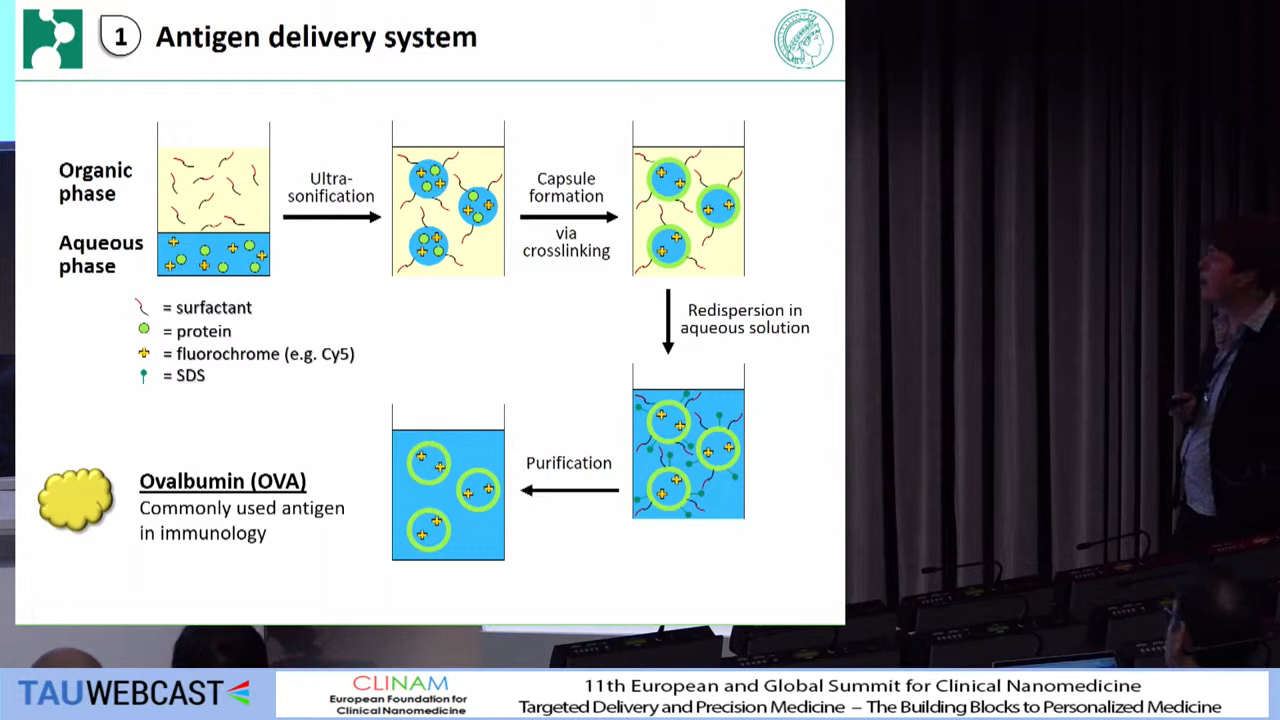 1 Antigen delivery system
Organic
phase
Aqueous
phase
Ultra-
sonification
Capsule
formation
via
crosslinking
Redispersion in
aqueous solution
= surfactant
= protein
= fluorochrome (e.g. Cy5)
= SDS
Purification
Ovalbumin (OVA)
Commonly used antigen
in immunology
TAUWEBCAST
CLINAM
European Foundation for
Clinical Nanomedicine
11th European and Global Summit for Clinical Nanomedicine
Targeted Delivery and Precision Medicine – The Building Blocks to Personalized Medicine